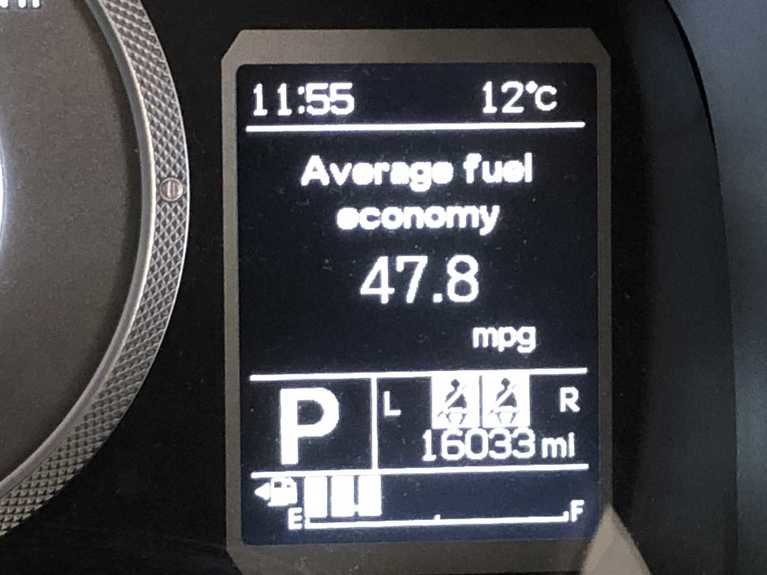 11:55 12°C
Average fuel
economy
47.8
mpg
P L R
16033 mi
E F